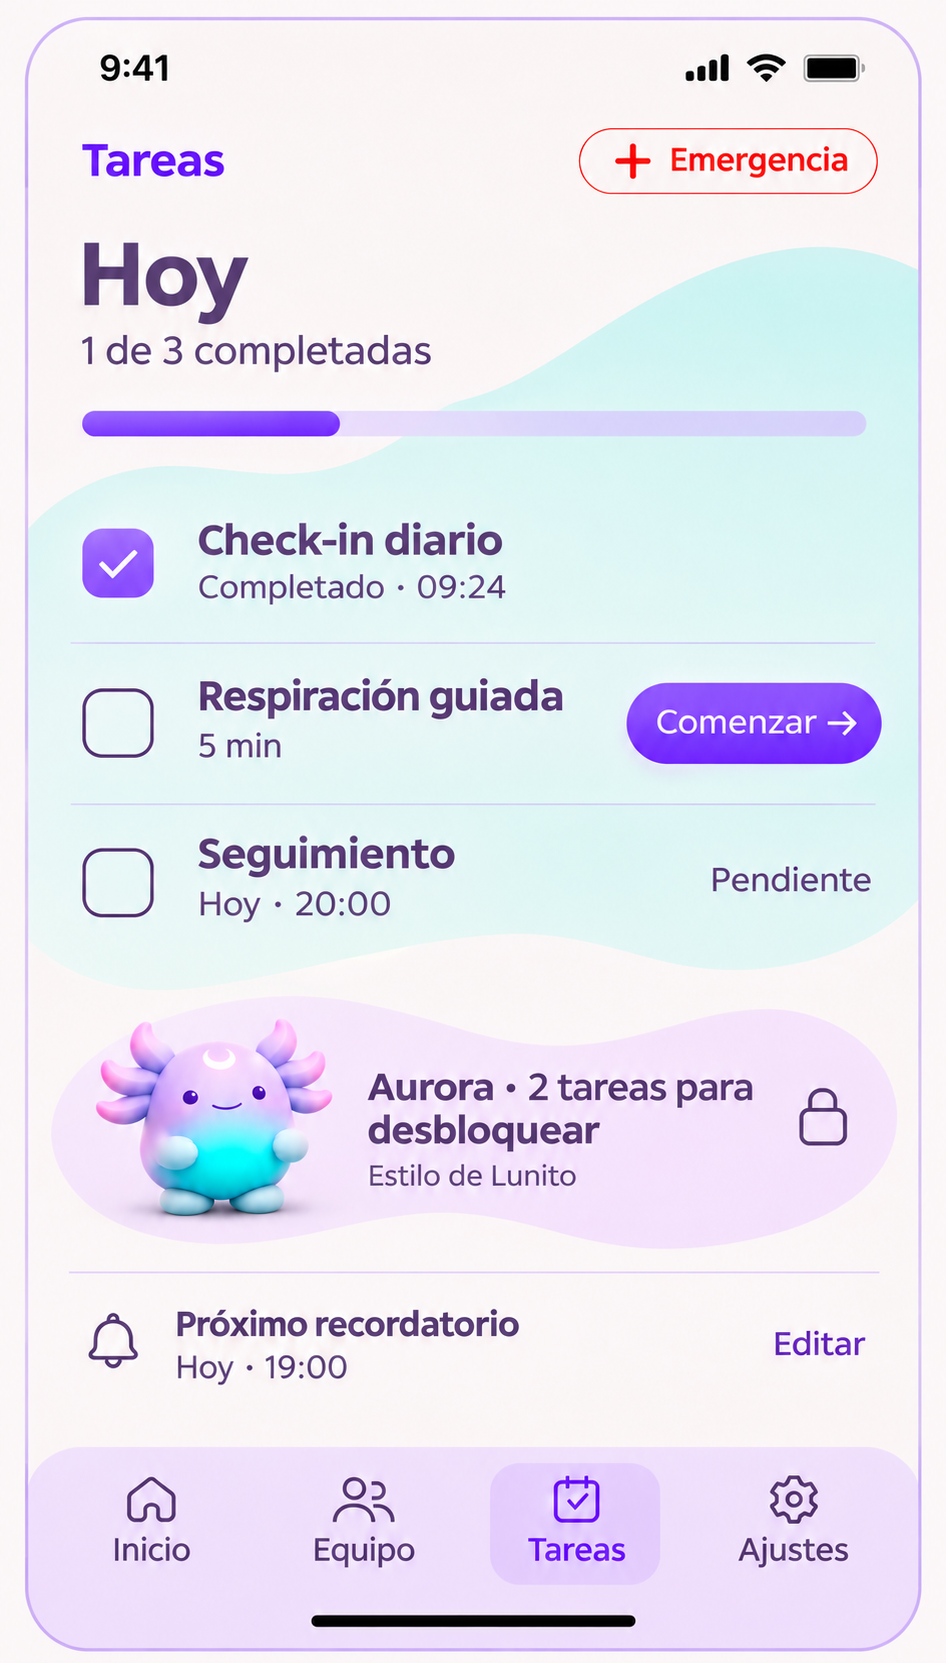 9:41
Tareas
+ Emergencia
Hoy
1 de 3 completadas
Check-in diario
Completado · 09:24
Respiración guiada
5 min
Comenzar →
Seguimiento
Hoy · 20:00
Pendiente
Aurora · 2 tareas para
desbloquear
Estilo de Lunito
Próximo recordatorio
Hoy · 19:00
Editar
Inicio
Equipo
Tareas
Ajustes